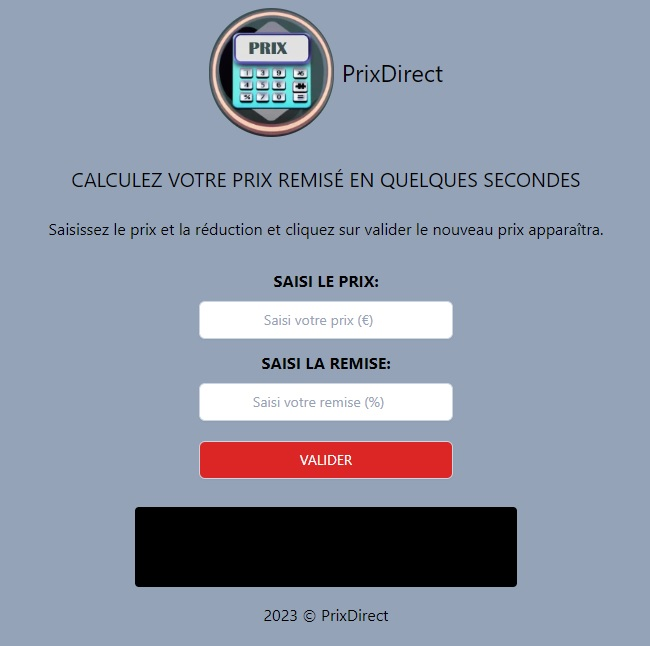 PRIX
PrixDirect
CALCULEZ VOTRE PRIX REMISÉ EN QUELQUES SECONDES
Saisissez le prix et la réduction et cliquez sur valider le nouveau prix apparaîtra.
SAISI LE PRIX:
Saisi votre prix (€)
SAISI LA REMISE:
Saisi votre remise (%)
VALIDER
2023 © PrixDirect